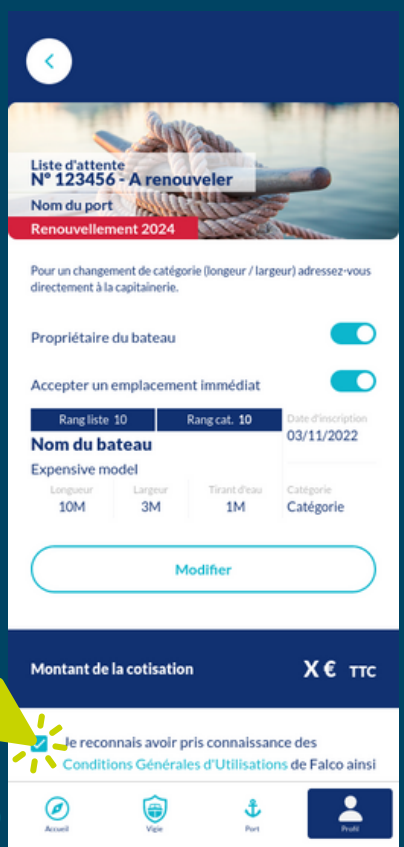 Liste d'attente
N° 123456 - A renouveler
Nom du port
Renouvellement 2024
Pour un changement de catégorie (longeur / largeur) adressez-vous
directement à la capitainerie.
Propriétaire du bateau
Accepter un emplacement immédiat
Rang liste 10 Rang cat. 10 Date d'inscription
03/11/2022
Nom du bateau
Expensive model
Longueur Largeur Tirant d'eau Catégorie
10M 3M 1M Catégorie
Modifier
Montant de la cotisation X € TTC
Je reconnais avoir pris connaissance des
Conditions Générales d'Utilisations de Falco ainsi
Accueil Vigie Port Profil